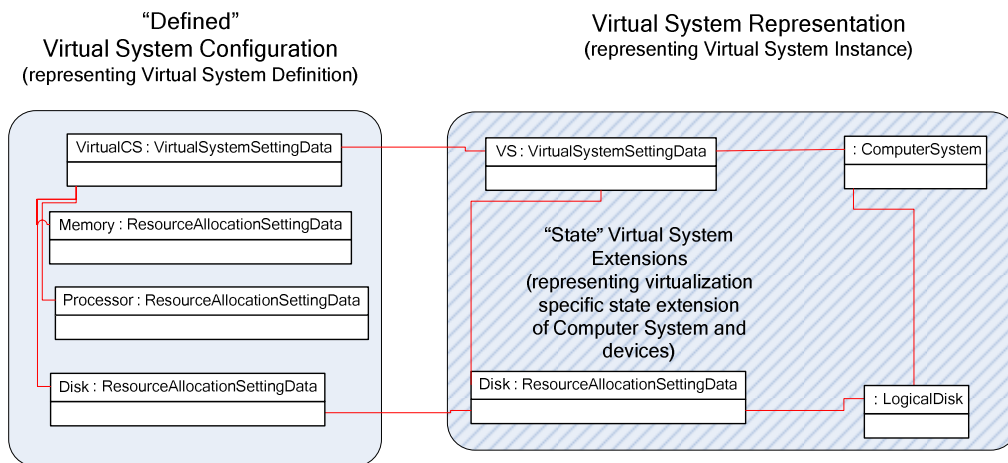 “Defined”
Virtual System Configuration
(representing Virtual System Definition)
Virtual System Representation
(representing Virtual System Instance)
VirtualCS : VirtualSystemSettingData
Memory : ResourceAllocationSettingData
Processor : ResourceAllocationSettingData
Disk : ResourceAllocationSettingData
VS : VirtualSystemSettingData
: ComputerSystem
“State” Virtual System
Extensions
(representing virtualization
specific state extension
of Computer System and
devices)
Disk : ResourceAllocationSettingData
: LogicalDisk